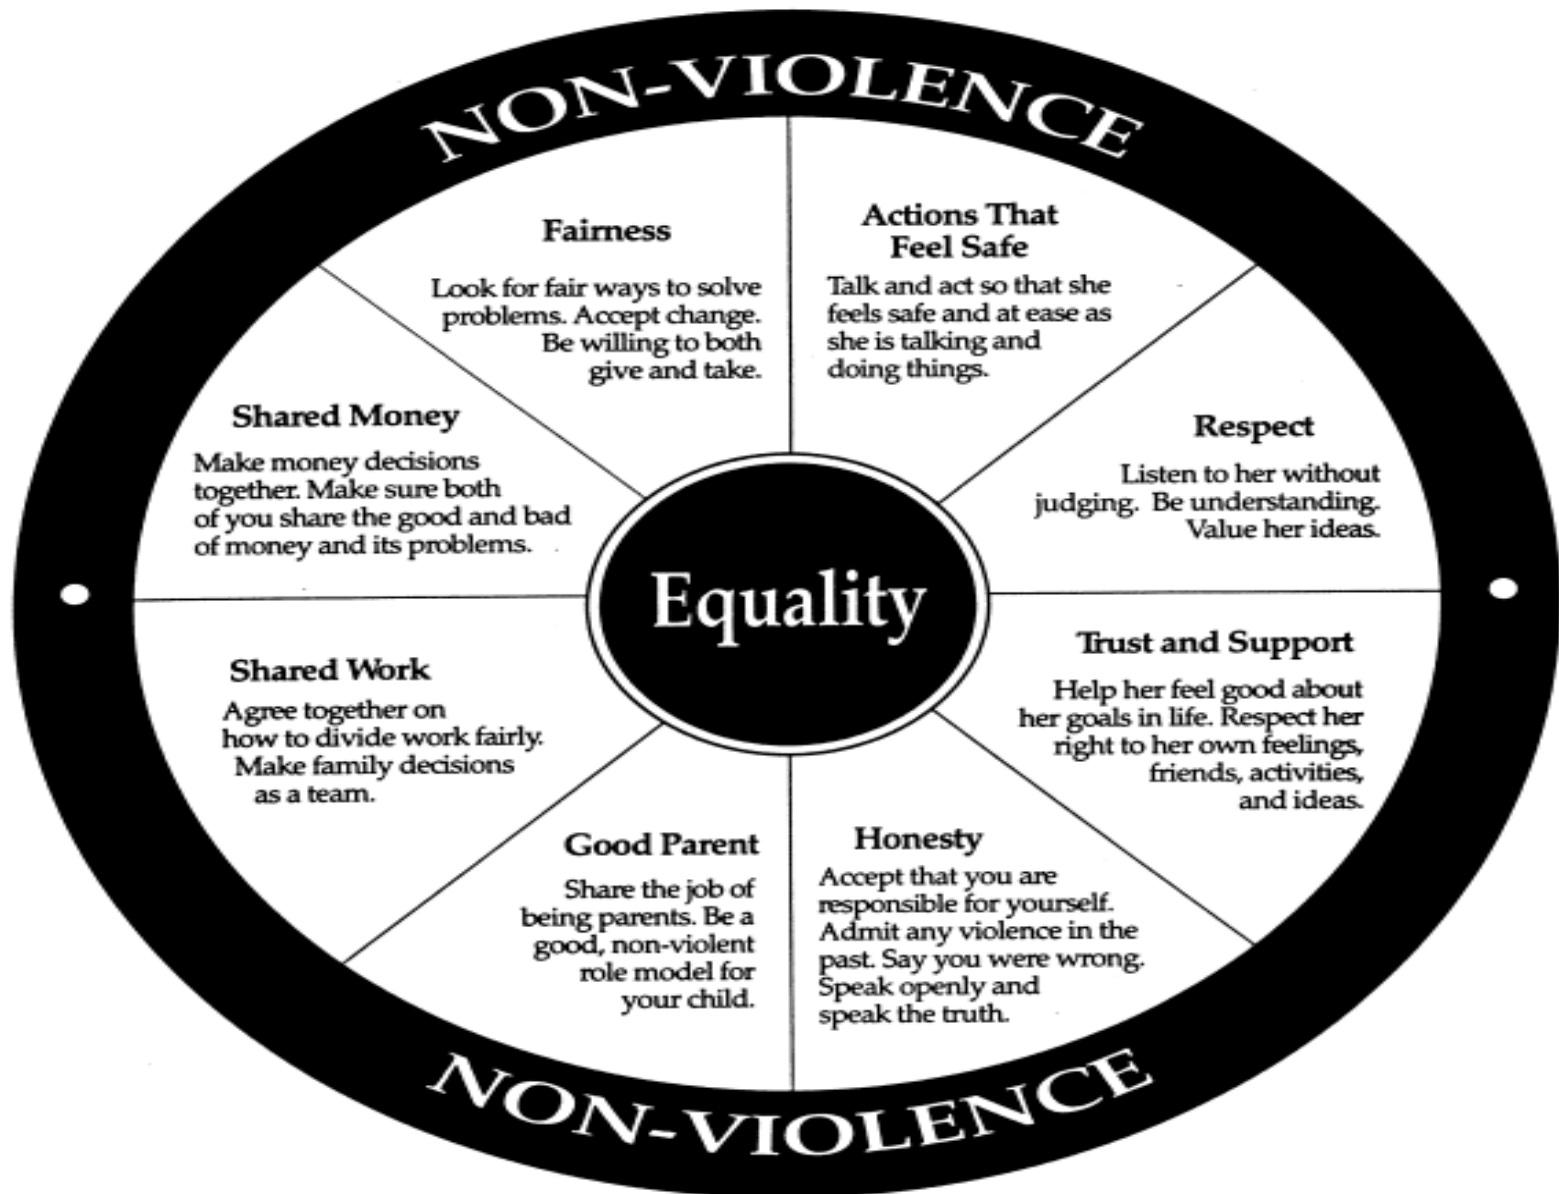 NON-VIOLENCE
Fairness
Look for fair ways to solve
problems. Accept change.
Be willing to both
give and take.
Actions That
Feel Safe
Talk and act so that she
feels safe and at ease as
she is talking and
doing things.
Shared Money
Make money decisions
together. Make sure both
of you share the good and bad
of money and its problems.
Respect
Listen to her without
judging. Be understanding.
Value her ideas.
Equality
Shared Work
Agree together on
how to divide work fairly.
Make family decisions
as a team.
Trust and Support
Help her feel good about
her goals in life. Respect her
right to her own feelings,
friends, activities,
and ideas.
Good Parent
Share the job of
being parents. Be a
good, non-violent
role model for
your child.
Honesty
Accept that you are
responsible for yourself.
Admit any violence in the
past. Say you were wrong.
Speak openly and
speak the truth.
NON-VIOLENCE